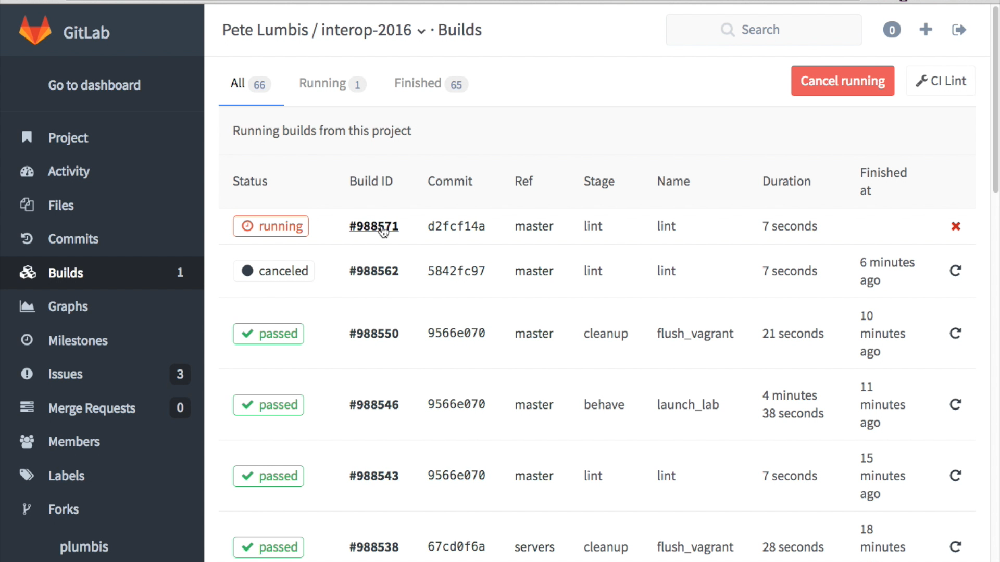 GitLab
Pete Lumbis / interop-2016 · Builds
Search
0
Go to dashboard
All 66
Running 1
Finished 65
Cancel running
CI Lint
Project
Activity
Files
Commits
Builds 1
Graphs
Milestones
Issues 3
Merge Requests 0
Members
Labels
Forks
plumbis
Running builds from this project
Status Build ID Commit Ref Stage Name Duration Finished
at
running #988571 d2fcf14a master lint lint 7 seconds
canceled #988562 5842fc97 master lint lint 7 seconds 6 minutes
ago
passed #988550 9566e070 master cleanup flush_vagrant 21 seconds 10
minutes
ago
passed #988546 9566e070 master behave launch_lab 4 minutes
38 seconds
11
minutes
ago
passed #988543 9566e070 master lint lint 7 seconds 15
minutes
ago
passed #988538 67cd0f6a servers cleanup flush_vagrant 28 seconds 18
minutes